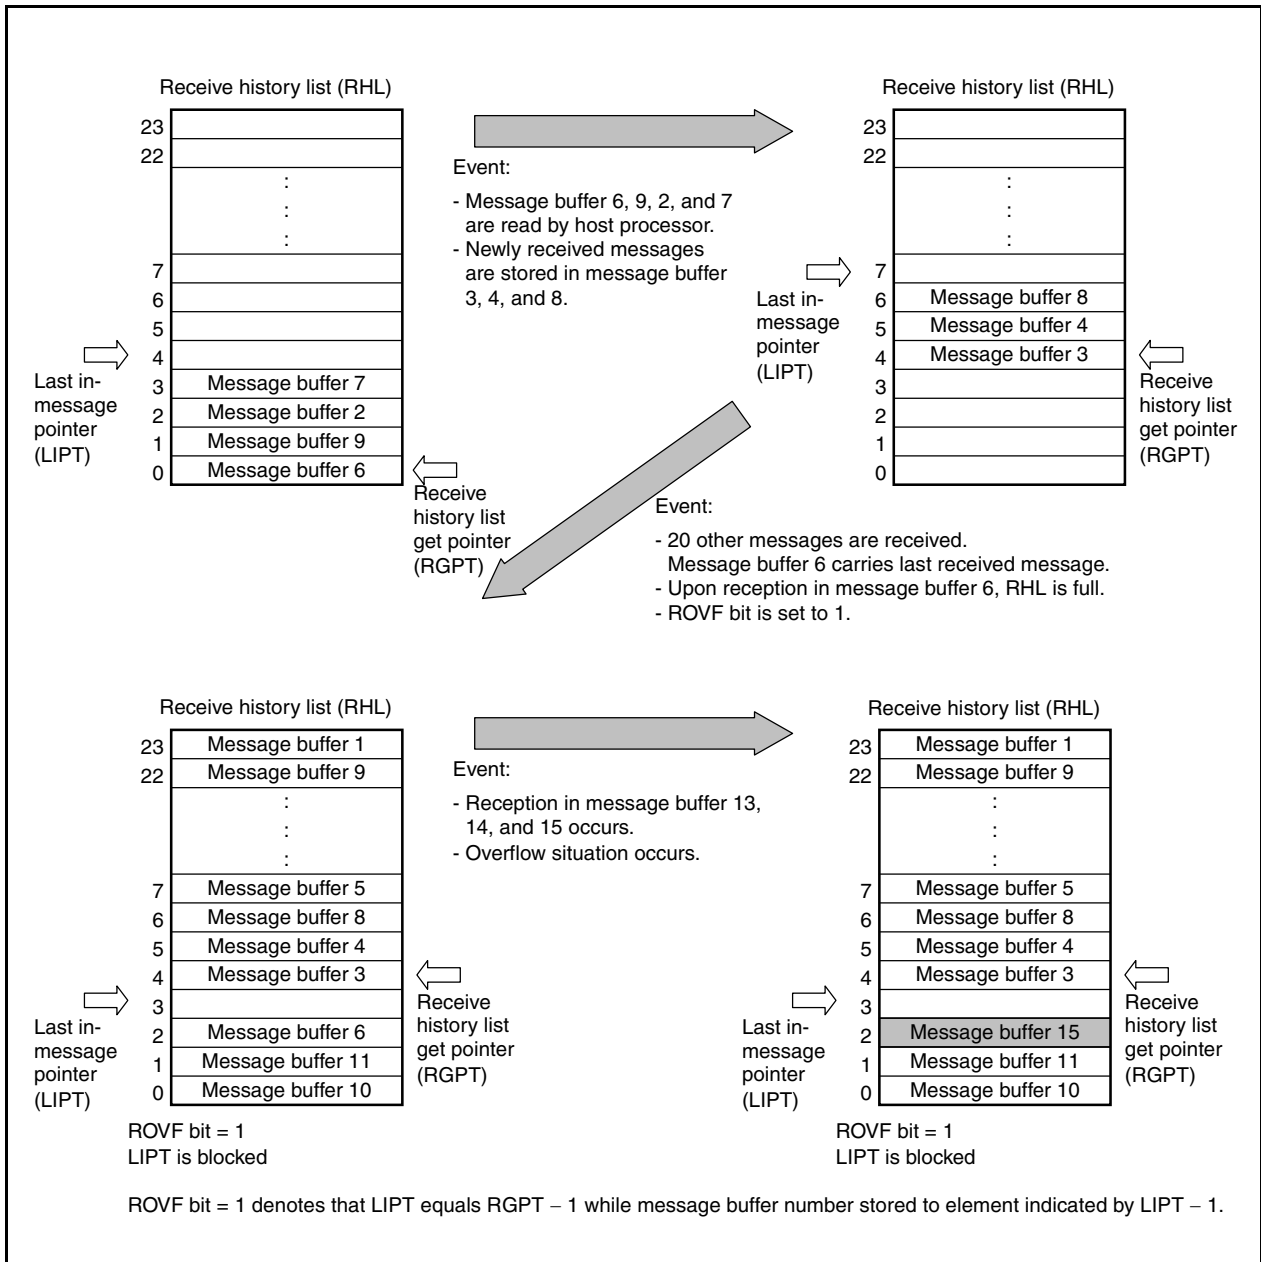 Receive history list (RHL)
23
22
:
:
:
7
6
5
4
3 Message buffer 7
2 Message buffer 2
1 Message buffer 9
0 Message buffer 6
Last in-
message
pointer
(LIPT)
Receive
history list
get pointer
(RGPT)
Event:
- Message buffer 6, 9, 2, and 7
are read by host processor.
- Newly received messages
are stored in message buffer
3, 4, and 8.
Receive history list (RHL)
23
22
:
:
:
7
6 Message buffer 8
5 Message buffer 4
4 Message buffer 3
3
2
1
0
Last in-
message
pointer
(LIPT)
Receive
history list
get pointer
(RGPT)
Event:
- 20 other messages are received.
Message buffer 6 carries last received message.
- Upon reception in message buffer 6, RHL is full.
- ROVF bit is set to 1.
Receive history list (RHL)
23 Message buffer 1
22 Message buffer 9
:
:
:
7 Message buffer 5
6 Message buffer 8
5 Message buffer 4
4 Message buffer 3
3
2 Message buffer 6
1 Message buffer 11
0 Message buffer 10
Last in-
message
pointer
(LIPT)
Receive
history list
get pointer
(RGPT)
ROVF bit = 1
LIPT is blocked
Event:
- Reception in message buffer 13,
14, and 15 occurs.
- Overflow situation occurs.
Receive history list (RHL)
23 Message buffer 1
22 Message buffer 9
:
:
:
7 Message buffer 5
6 Message buffer 8
5 Message buffer 4
4 Message buffer 3
3
2 Message buffer 15
1 Message buffer 11
0 Message buffer 10
Last in-
message
pointer
(LIPT)
Receive
history list
get pointer
(RGPT)
ROVF bit = 1
LIPT is blocked
ROVF bit = 1 denotes that LIPT equals RGPT − 1 while message buffer number stored to element indicated by LIPT − 1.